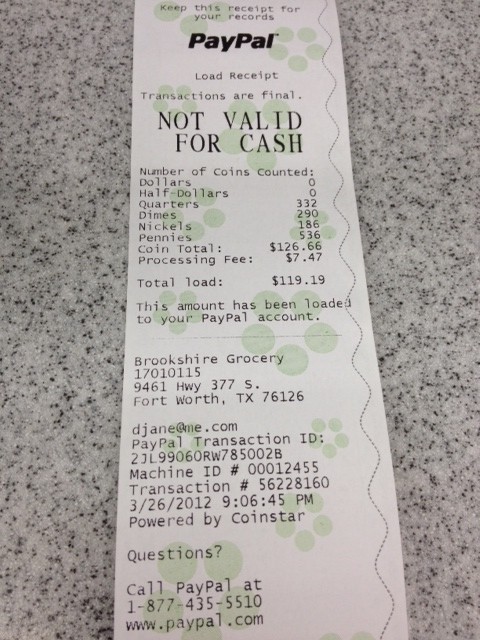 Keep this receipt for
your records
PayPal
Load Receipt
Transactions are final.
NOT VALID
FOR CASH
Number of Coins Counted:
Dollars 0
Half-Dollars 0
Quarters 332
Dimes 290
Nickels 186
Pennies 536
Coin Total: $126.66
Processing Fee: $7.47
Total load: $119.19
This amount has been loaded
to your PayPal account.
Brookshire Grocery
17010115
9461 Hwy 377 S.
Fort Worth, TX 76126
djane@me.com
PayPal Transaction ID:
2JL99060RW785002B
Machine ID # 00012455
Transaction # 56228160
3/26/2012 9:06:45 PM
Powered by Coinstar
Questions?
Call PayPal at
1-877-435-5510
www.paypal.com